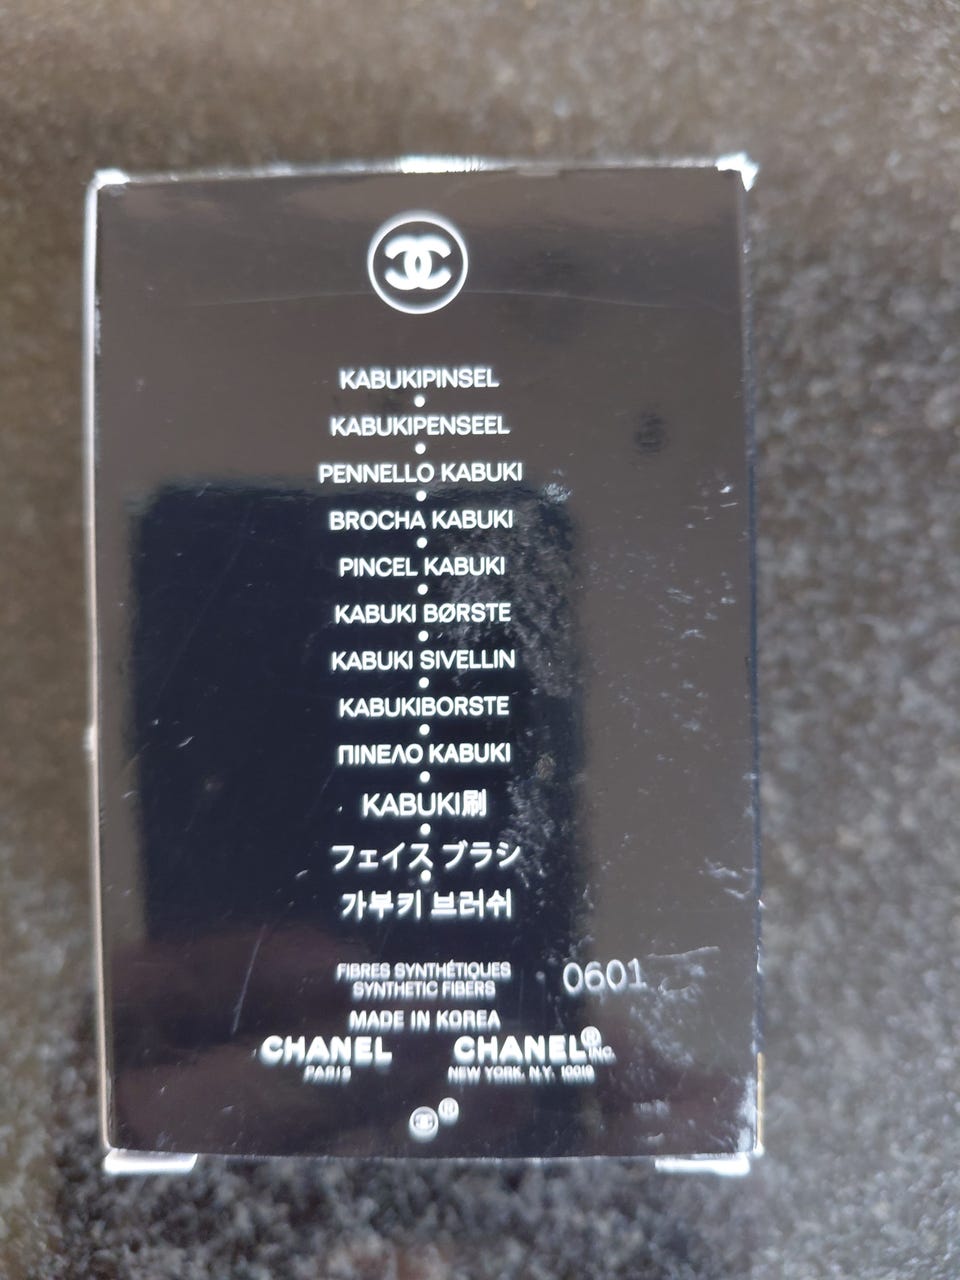 KABUKIPINSEL
KABUKIPENSEEL
PENNELLO KABUKI
BROCHA KABUKI
PINCEL KABUKI
KABUKI BØRSTE
KABUKI SIVELLIN
KABUKIBORSTE
ΠΙΝΕΛΟ KABUKI
KABUKI刷
フェイス ブラシ
가부키 브러쉬
FIBRES SYNTHÉTIQUES
SYNTHETIC FIBERS
0601
MADE IN KOREA
CHANEL CHANEL® INC.
PARIS NEW YORK, N.Y. 10019
®